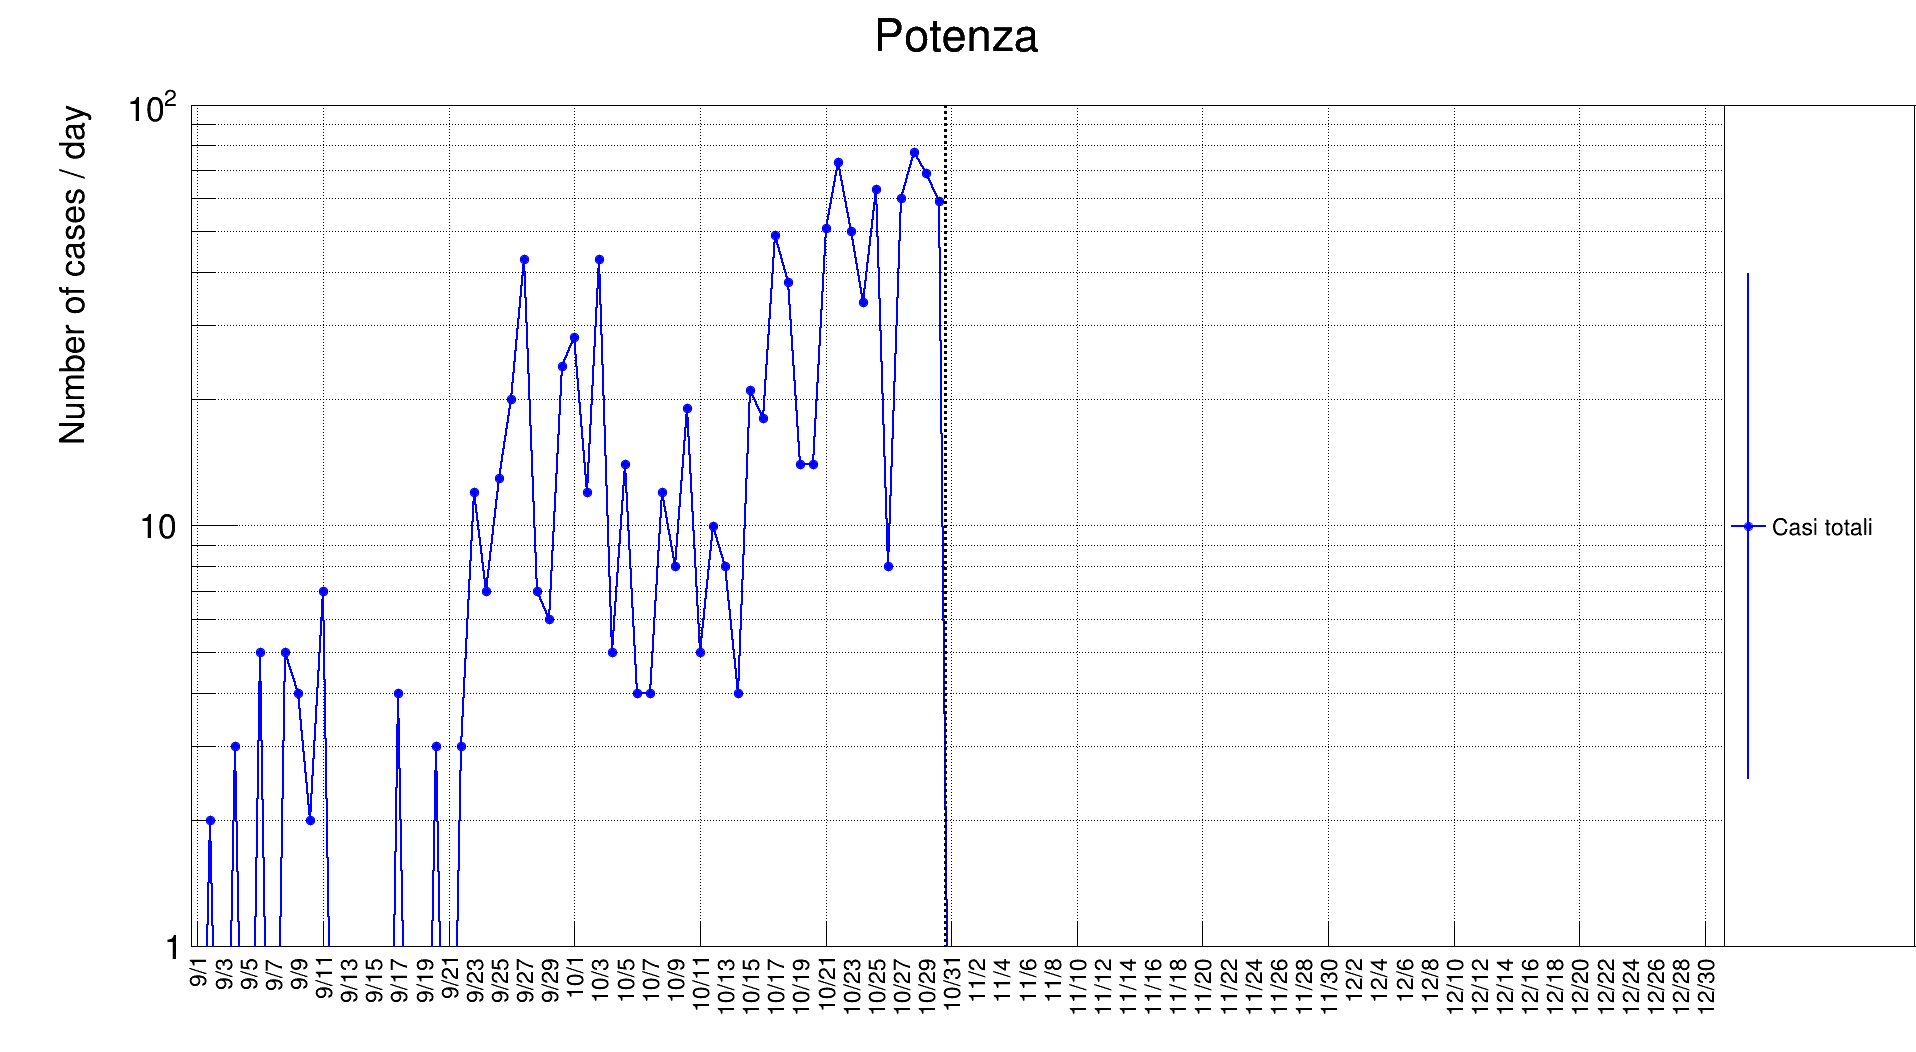 Potenza
Number of cases / day
10²
10
1
9/1 9/3 9/5 9/7 9/9 9/11 9/13 9/15 9/17 9/19 9/21 9/23 9/25 9/27 9/29 10/1 10/3 10/5 10/7 10/9 10/11 10/13 10/15 10/17 10/19 10/21 10/23 10/25 10/27 10/29 10/31 11/2 11/4 11/6 11/8 11/10 11/12 11/14 11/16 11/18 11/20 11/22 11/24 11/26 11/28 11/30 12/2 12/4 12/6 12/8 12/10 12/12 12/14 12/16 12/18 12/20 12/22 12/24 12/26 12/28 12/30
Casi totali